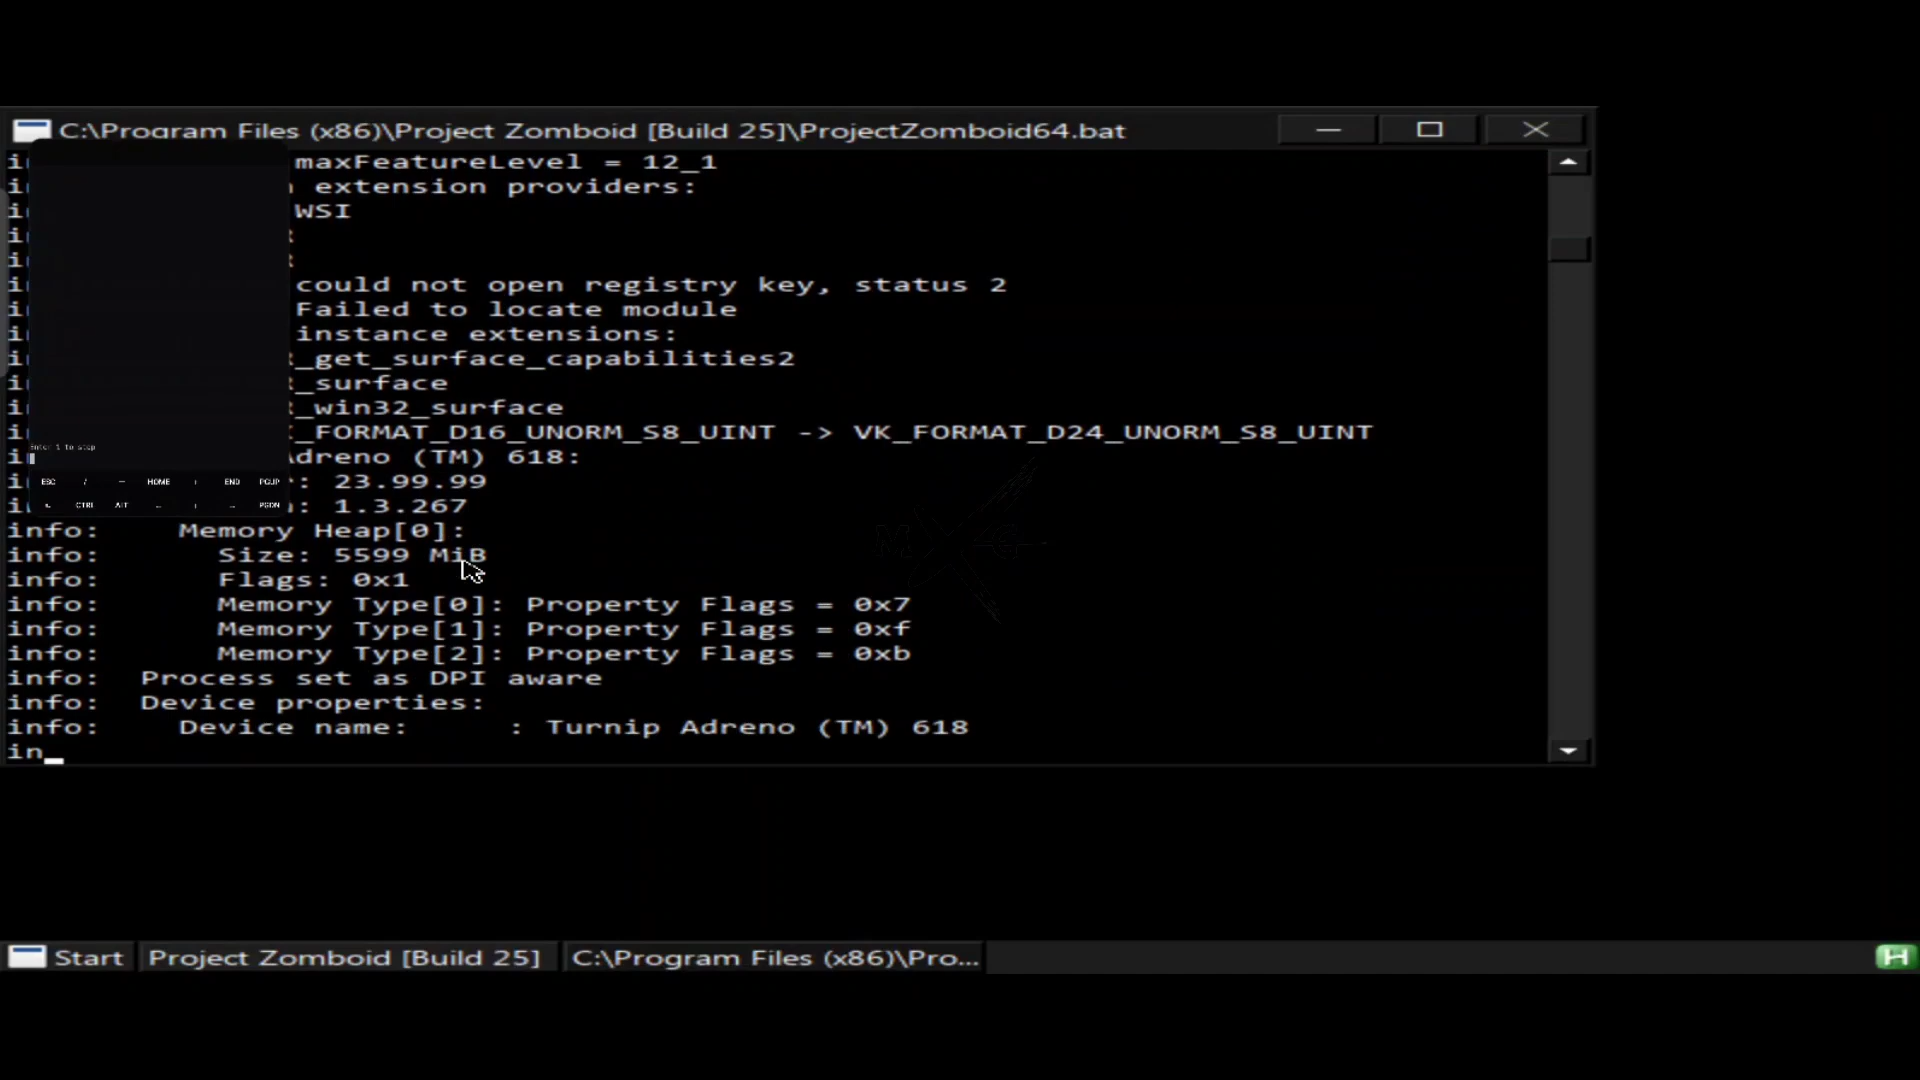 C:\Program Files (x86)\Project Zomboid [Build 25]\ProjectZomboid64.bat
maxFeatureLevel = 12_1
extension providers:
WSI
could not open registry key, status 2
Failed to locate module
instance extensions:
_get_surface_capabilities2
_surface
_win32_surface
_FORMAT_D16_UNORM_S8_UINT -> VK_FORMAT_D24_UNORM_S8_UINT
Adreno (TM) 618:
: 23.99.99
: 1.3.267
info: Memory Heap[0]:
info: Size: 5599 MiB
info: Flags: 0x1
info: Memory Type[0]: Property Flags = 0x7
info: Memory Type[1]: Property Flags = 0xf
info: Memory Type[2]: Property Flags = 0xb
info: Process set as DPI aware
info: Device properties:
info: Device name: : Turnip Adreno (TM) 618
in
Enter 1 to stop
ESC / HOME END PGUP
CTRL ALT PGDN
Start Project Zomboid [Build 25] C:\Program Files (x86)\Pro...
H